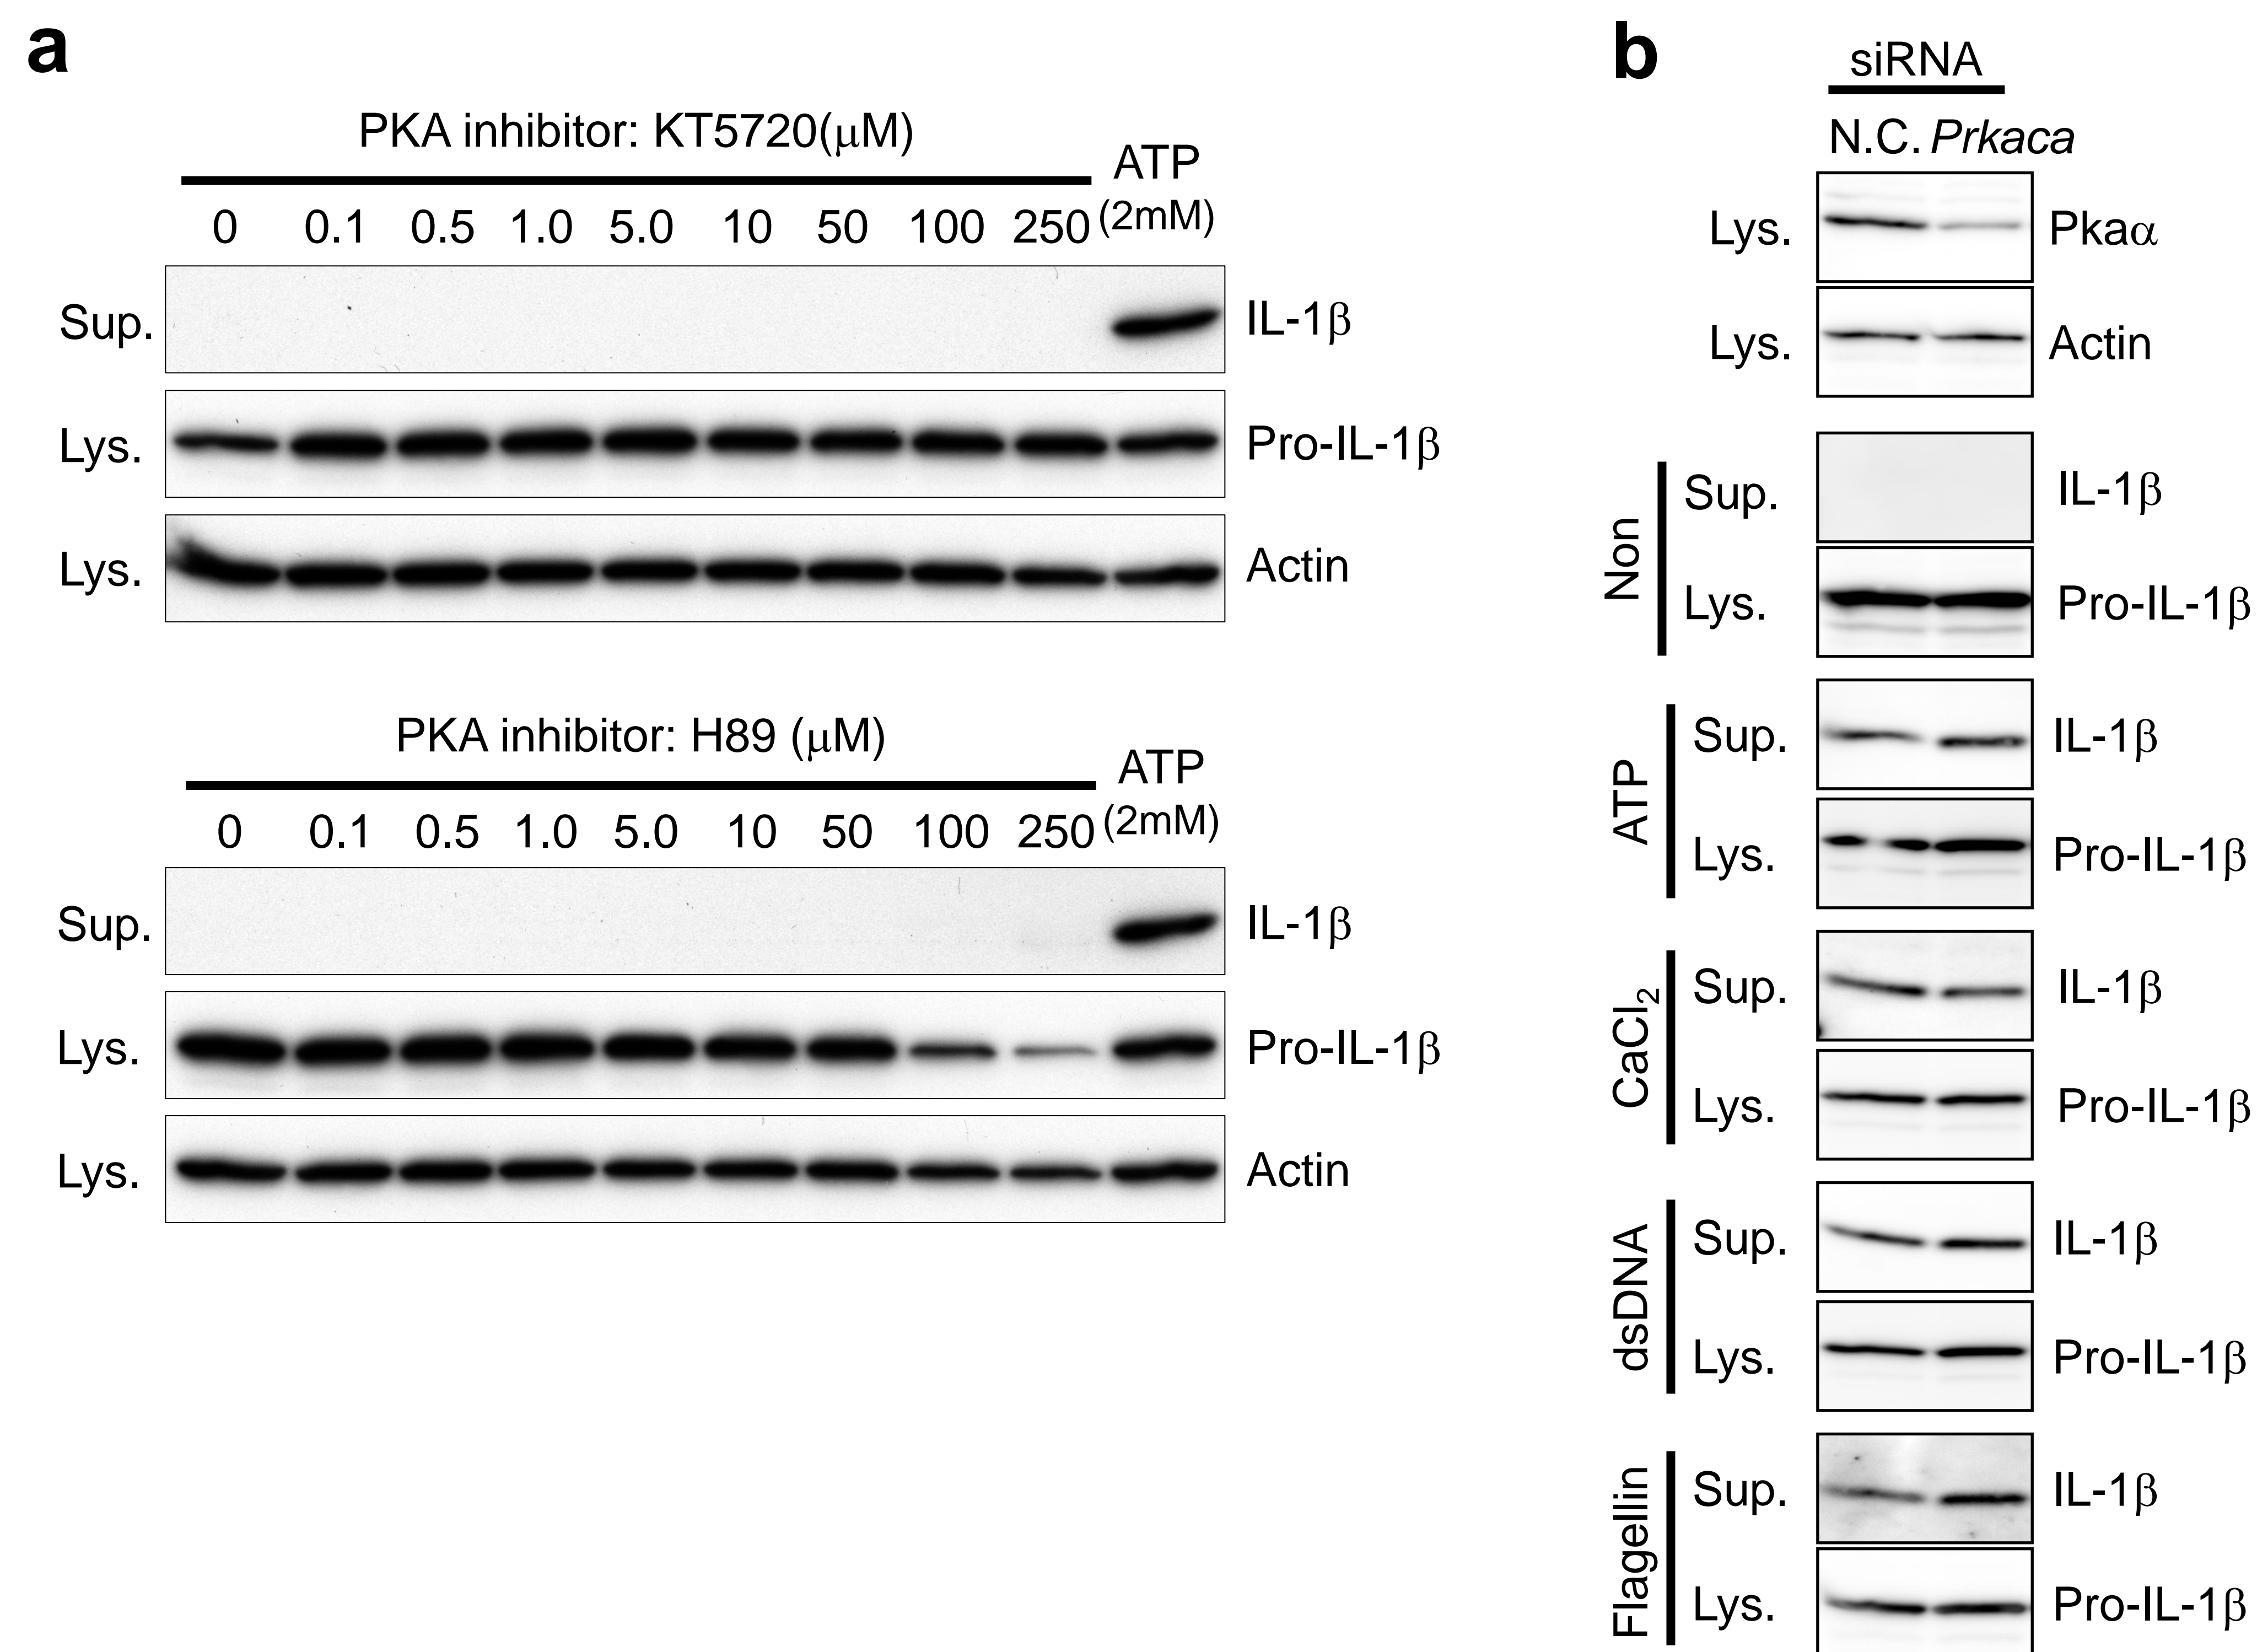 a
PKA inhibitor: KT5720(μM)
ATP
(2mM)
0 0.1 0.5 1.0 5.0 10 50 100 250
Sup. IL-1β
Lys. Pro-IL-1β
Lys. Actin
PKA inhibitor: H89 (μM)
ATP
(2mM)
0 0.1 0.5 1.0 5.0 10 50 100 250
Sup. IL-1β
Lys. Pro-IL-1β
Lys. Actin
b
siRNA
N.C. Prkaca
Lys. Pkaα
Lys. Actin
Non
Sup. IL-1β
Lys. Pro-IL-1β
ATP
Sup. IL-1β
Lys. Pro-IL-1β
CaCl₂
Sup. IL-1β
Lys. Pro-IL-1β
dsDNA
Sup. IL-1β
Lys. Pro-IL-1β
Flagellin
Sup. IL-1β
Lys. Pro-IL-1β